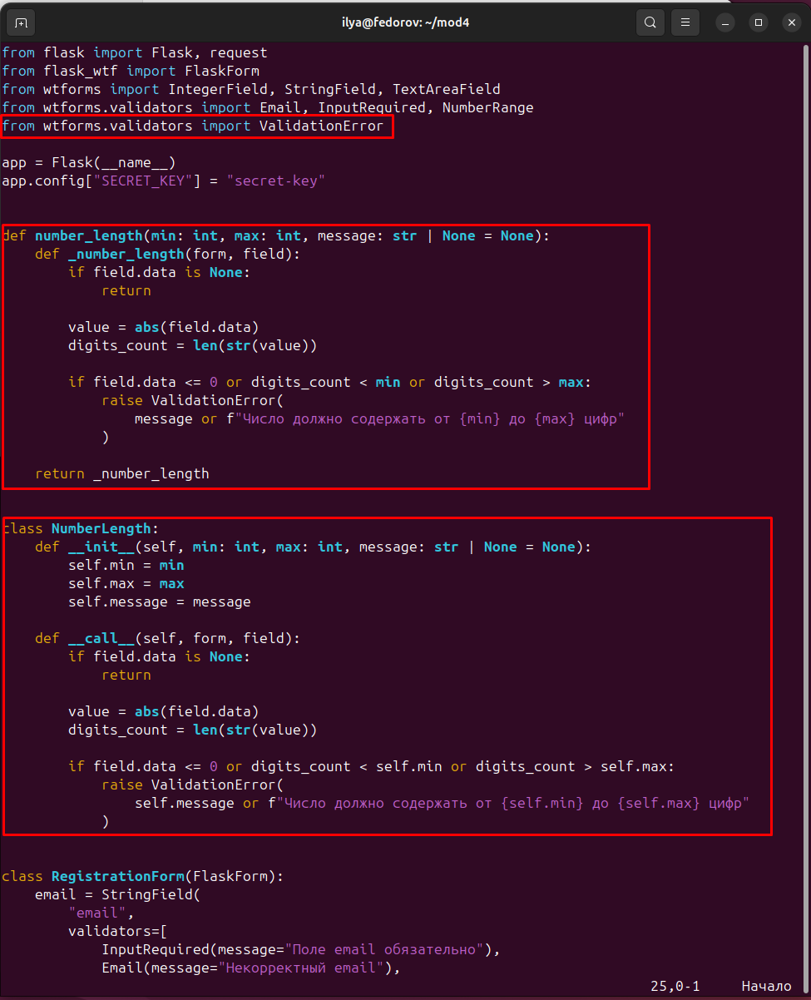 ilya@fedorov: ~/mod4
from flask import Flask, request
from flask_wtf import FlaskForm
from wtforms import IntegerField, StringField, TextAreaField
from wtforms.validators import Email, InputRequired, NumberRange
from wtforms.validators import ValidationError

app = Flask(__name__)
app.config["SECRET_KEY"] = "secret-key"


def number_length(min: int, max: int, message: str | None = None):
    def _number_length(form, field):
        if field.data is None:
            return

        value = abs(field.data)
        digits_count = len(str(value))

        if field.data <= 0 or digits_count < min or digits_count > max:
            raise ValidationError(
                message or f"Число должно содержать от {min} до {max} цифр"
            )

    return _number_length


class NumberLength:
    def __init__(self, min: int, max: int, message: str | None = None):
        self.min = min
        self.max = max
        self.message = message

    def __call__(self, form, field):
        if field.data is None:
            return

        value = abs(field.data)
        digits_count = len(str(value))

        if field.data <= 0 or digits_count < self.min or digits_count > self.max:
            raise ValidationError(
                self.message or f"Число должно содержать от {self.min} до {self.max} цифр"
            )


class RegistrationForm(FlaskForm):
    email = StringField(
        "email",
        validators=[
            InputRequired(message="Поле email обязательно"),
            Email(message="Некорректный email"),
25,0-1 Начало